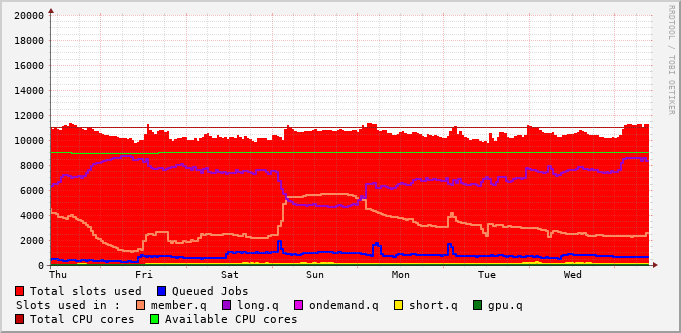 20000
18000
16000
14000
12000
10000
8000
6000
4000
2000
0
Thu Fri Sat Sun Mon Tue Wed
RRDTOOL / TOBI OETIKER
Total slots used Queued Jobs
Slots used in : member.q long.q ondemand.q short.q gpu.q
Total CPU cores Available CPU cores